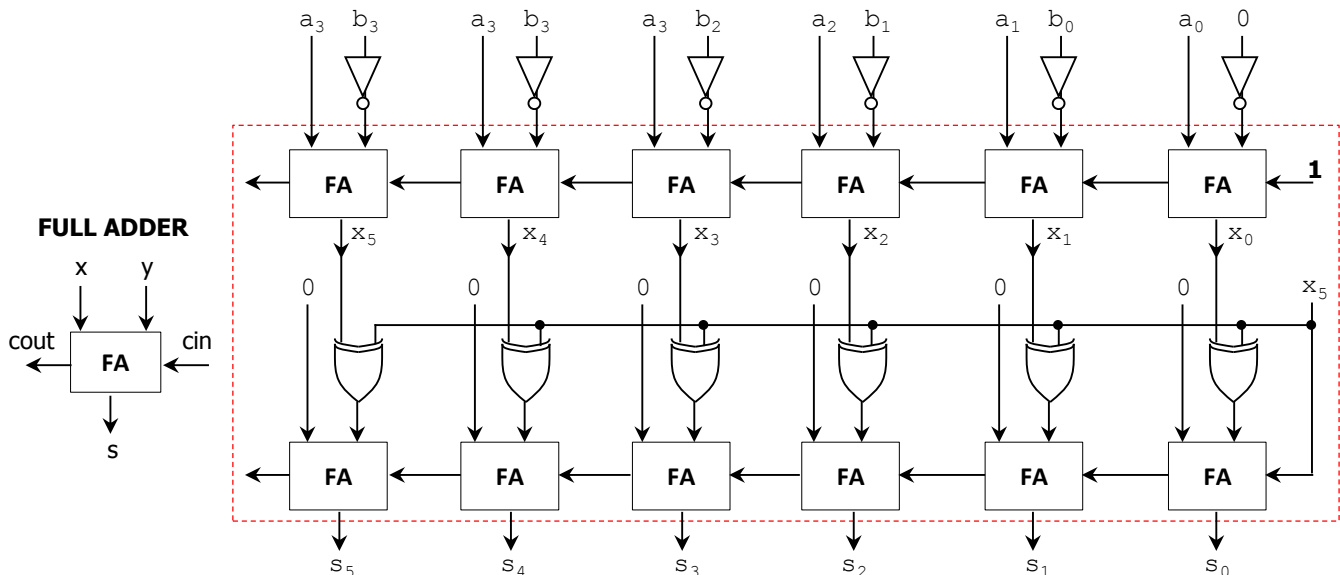 a₃ b₃ a₃ b₃ a₃ b₂ a₂ b₁ a₁ b₀ a₀ 0
FA FA FA FA FA FA 1
x₅ x₄ x₃ x₂ x₁ x₀
FULL ADDER
x y
cout FA cin
s
0 0 0 0 0 0 x₅
FA FA FA FA FA FA
s₅ s₄ s₃ s₂ s₁ s₀